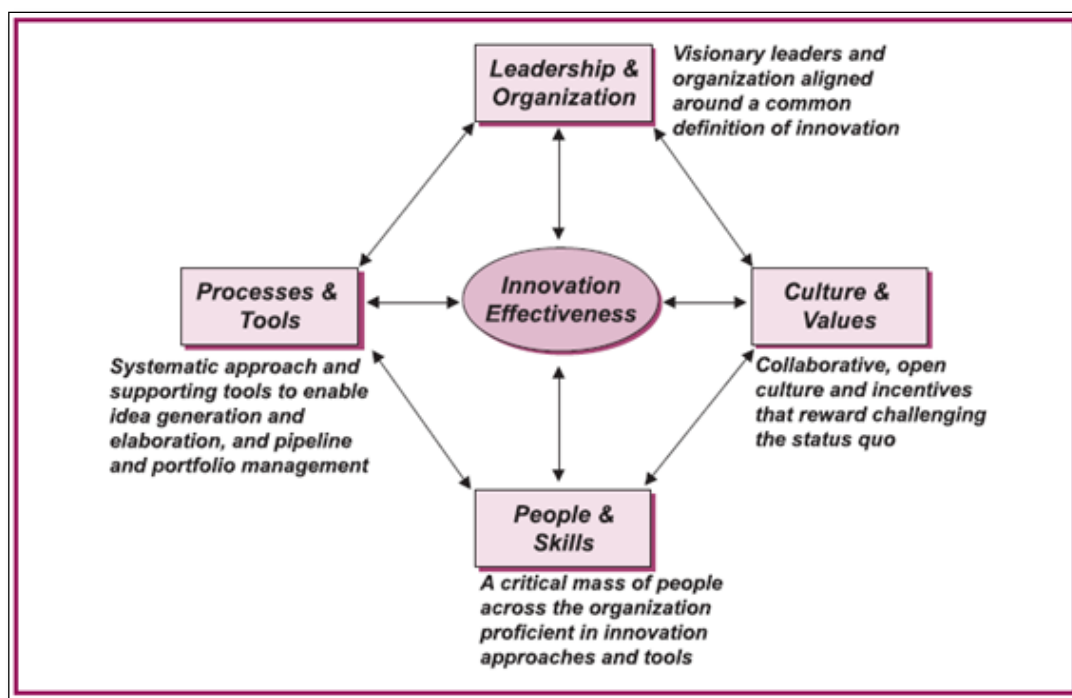 Leadership &
Organization
Visionary leaders and
organization aligned
around a common
definition of innovation
Processes &
Tools
Systematic approach and
supporting tools to enable
idea generation and
elaboration, and pipeline
and portfolio management
Innovation
Effectiveness
Culture &
Values
Collaborative, open
culture and incentives
that reward challenging
the status quo
People &
Skills
A critical mass of people
across the organization
proficient in innovation
approaches and tools